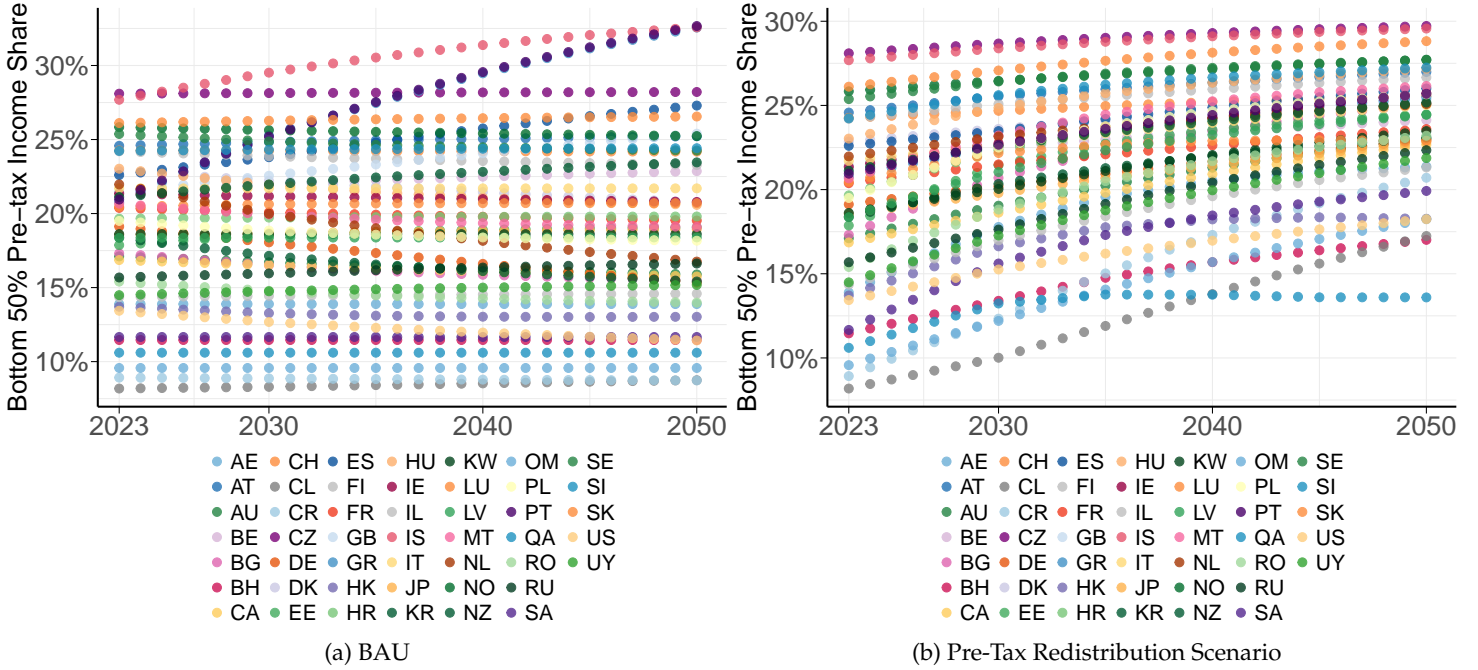 Bottom 50% Pre-tax Income Share
30%
25%
20%
15%
10%
2023 2030 2040 2050
AE CH ES HU KW OM SE
AT CL FI IE LU PL SI
AU CR FR IL LV PT SK
BE CZ GB IS MT QA US
BG DE GR IT NL RO UY
BH DK HK JP NO RU
CA EE HR KR NZ SA
(a) BAU
Bottom 50% Pre-tax Income Share
30%
25%
20%
15%
10%
2023 2030 2040 2050
AE CH ES HU KW OM SE
AT CL FI IE LU PL SI
AU CR FR IL LV PT SK
BE CZ GB IS MT QA US
BG DE GR IT NL RO UY
BH DK HK JP NO RU
CA EE HR KR NZ SA
(b) Pre-Tax Redistribution Scenario